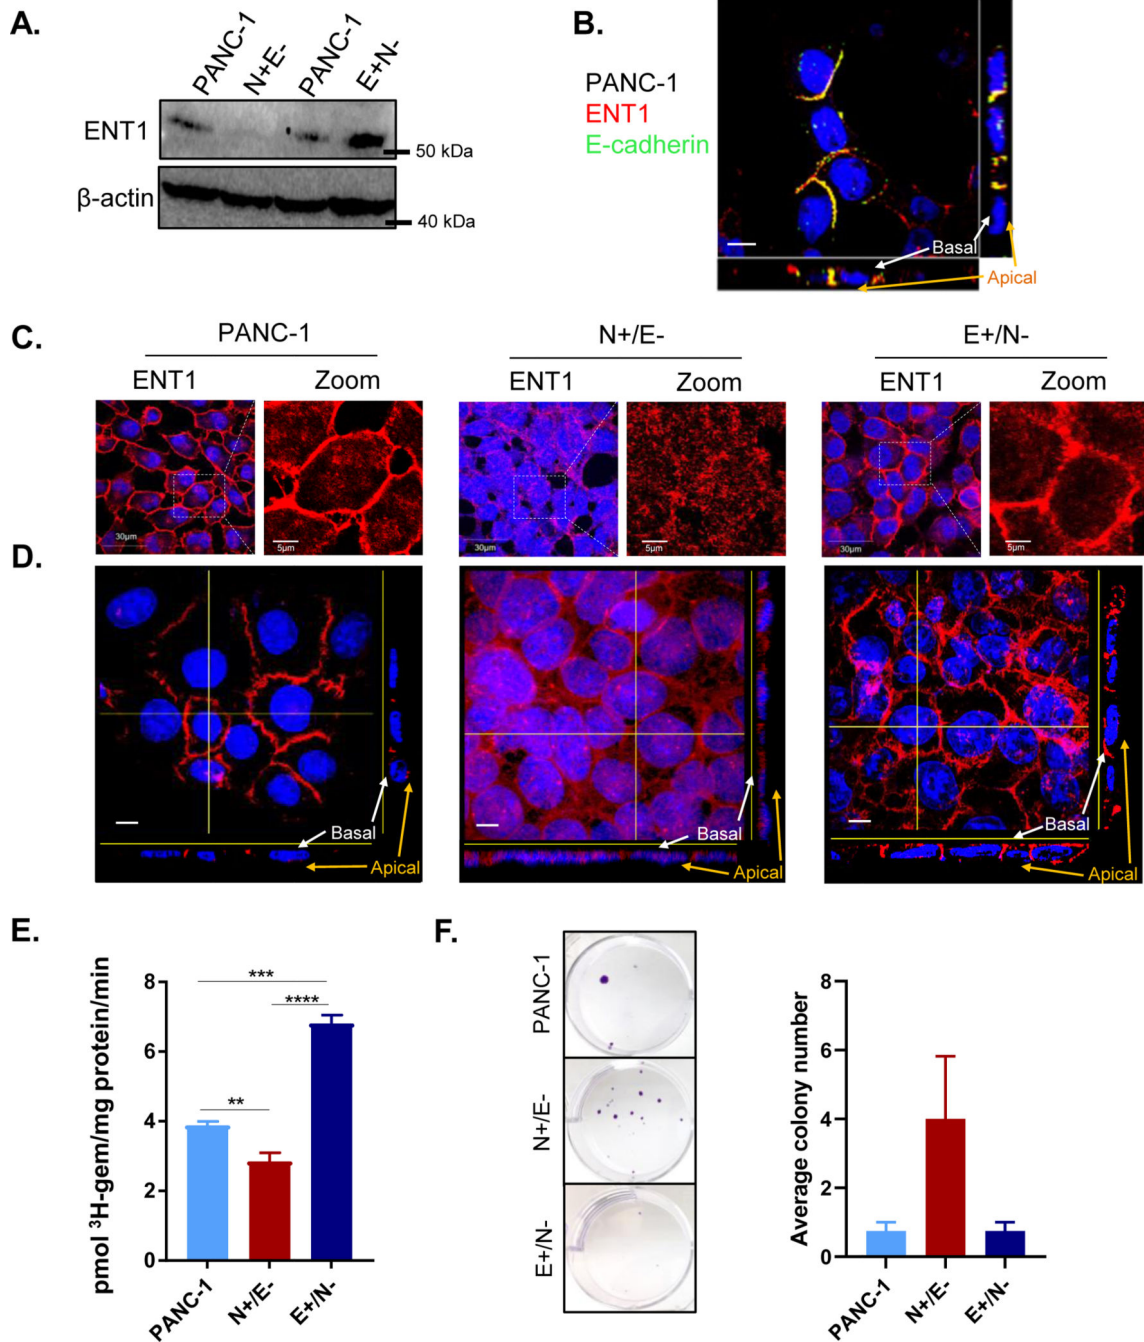 A.
PANC-1
N+E-
PANC-1
E+N-
ENT1
50 kDa
β-actin
40 kDa
B.
PANC-1
ENT1
E-cadherin
Basal
Apical
C.
PANC-1
N+/E-
E+/N-
ENT1
Zoom
ENT1
Zoom
ENT1
Zoom
30µm
5µm
30µm
5µm
30µm
5µm
D.
Basal
Apical
Basal
Apical
Basal
Apical
E.
pmol ³H-gem/mg protein/min
8
6
4
2
0
***
****
**
PANC-1
N+/E-
E+/N-
F.
PANC-1
N+/E-
E+/N-
Average colony number
8
6
4
2
0
PANC-1
N+/E-
E+/N-